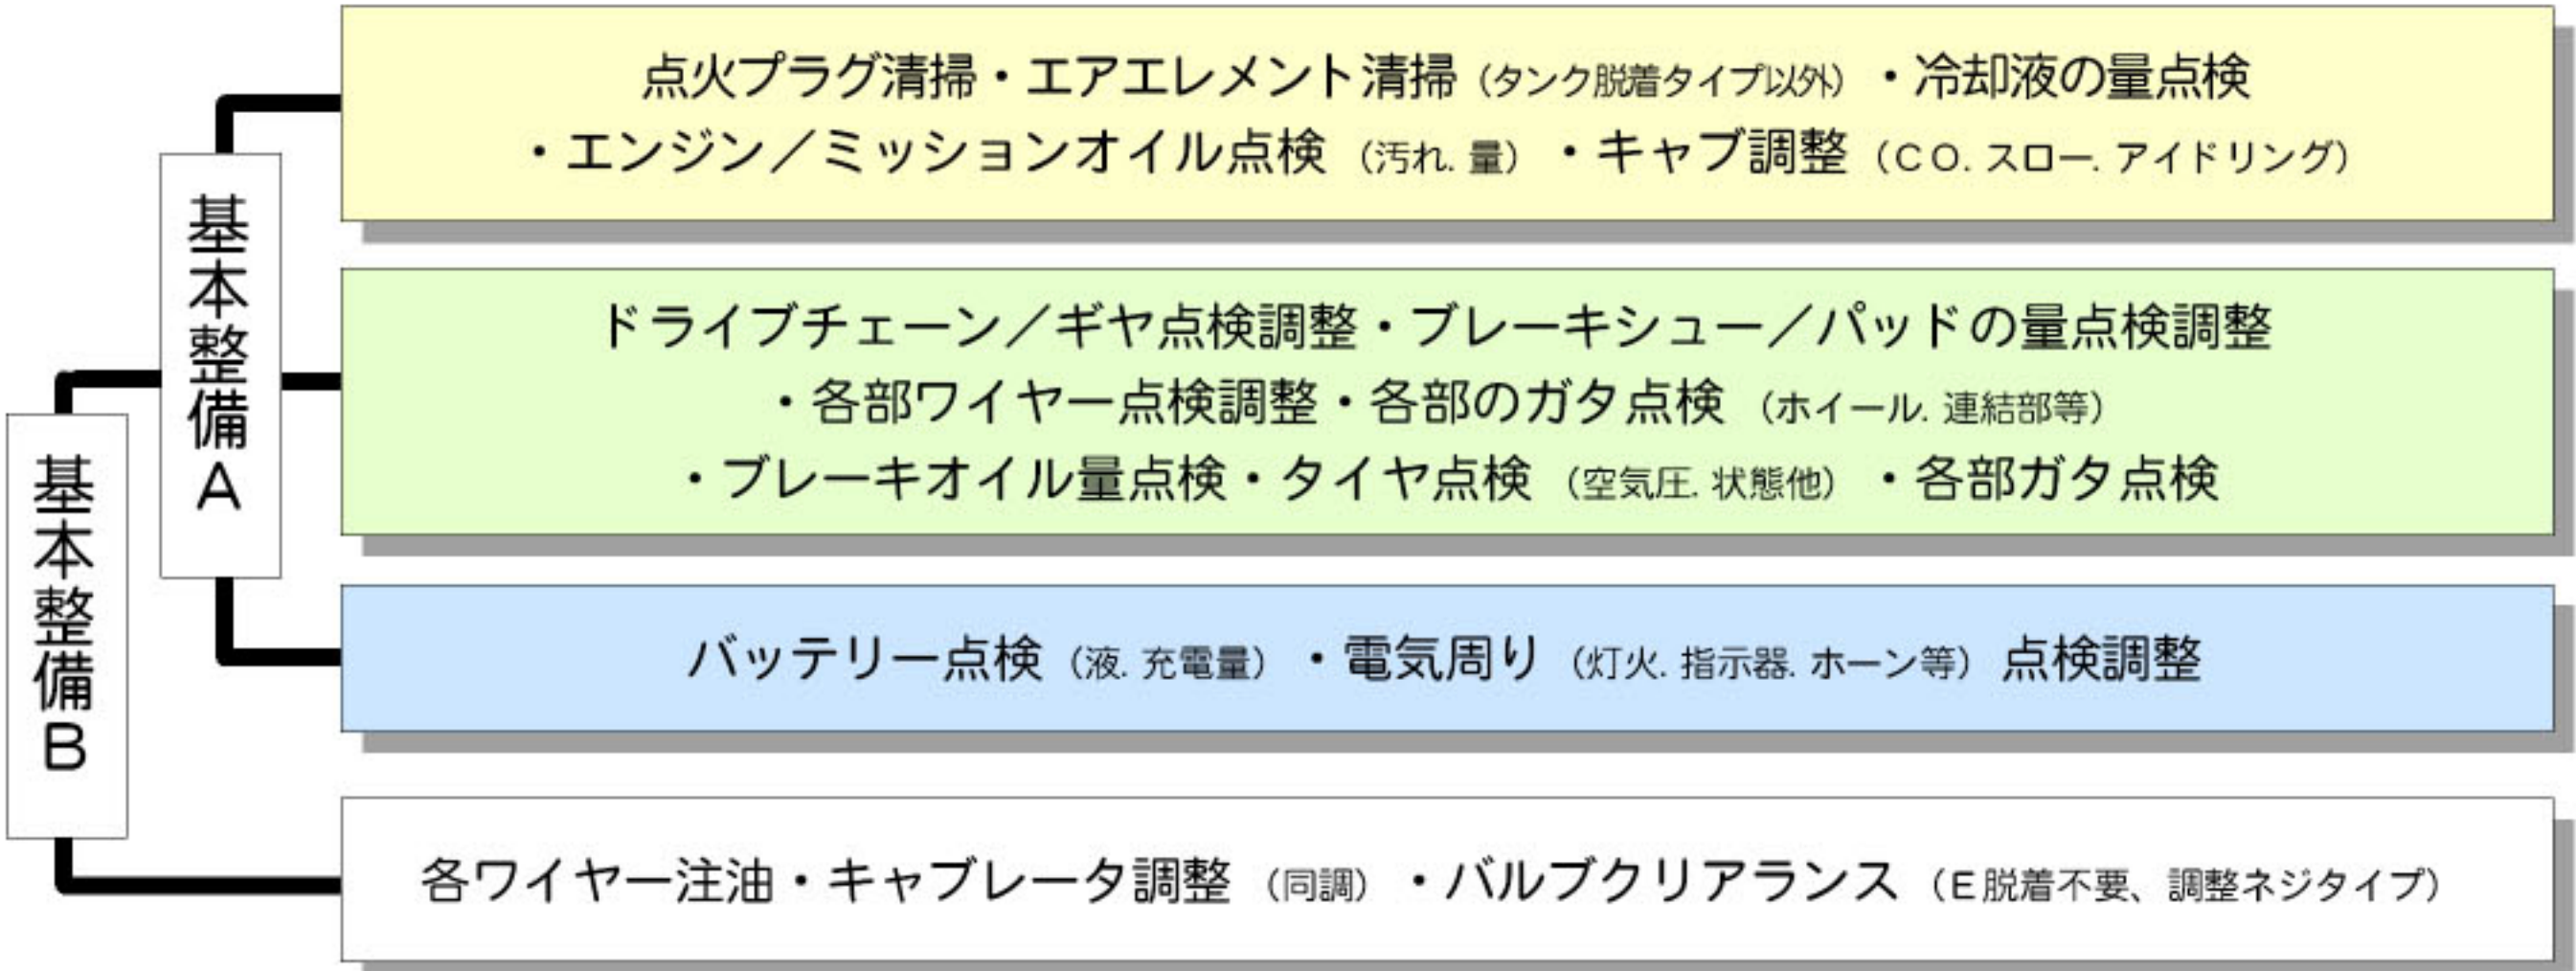 点火プラグ清掃・エアエレメント清掃（タンク脱着タイプ以外）・冷却液の量点検
・エンジン／ミッションオイル点検（汚れ. 量）・キャブ調整（ＣＯ. スロー. アイドリング）
基本整備A
ドライブチェーン／ギヤ点検調整・ブレーキシュー／パッドの量点検調整
・各部ワイヤー点検調整・各部のガタ点検（ホイール. 連結部等）
・ブレーキオイル量点検・タイヤ点検（空気圧. 状態他）・各部ガタ点検
基本整備B
バッテリー点検（液. 充電量）・電気周り（灯火. 指示器. ホーン等）点検調整
各ワイヤー注油・キャブレータ調整（同調）・バルブクリアランス（Ｅ脱着不要、調整ネジタイプ）